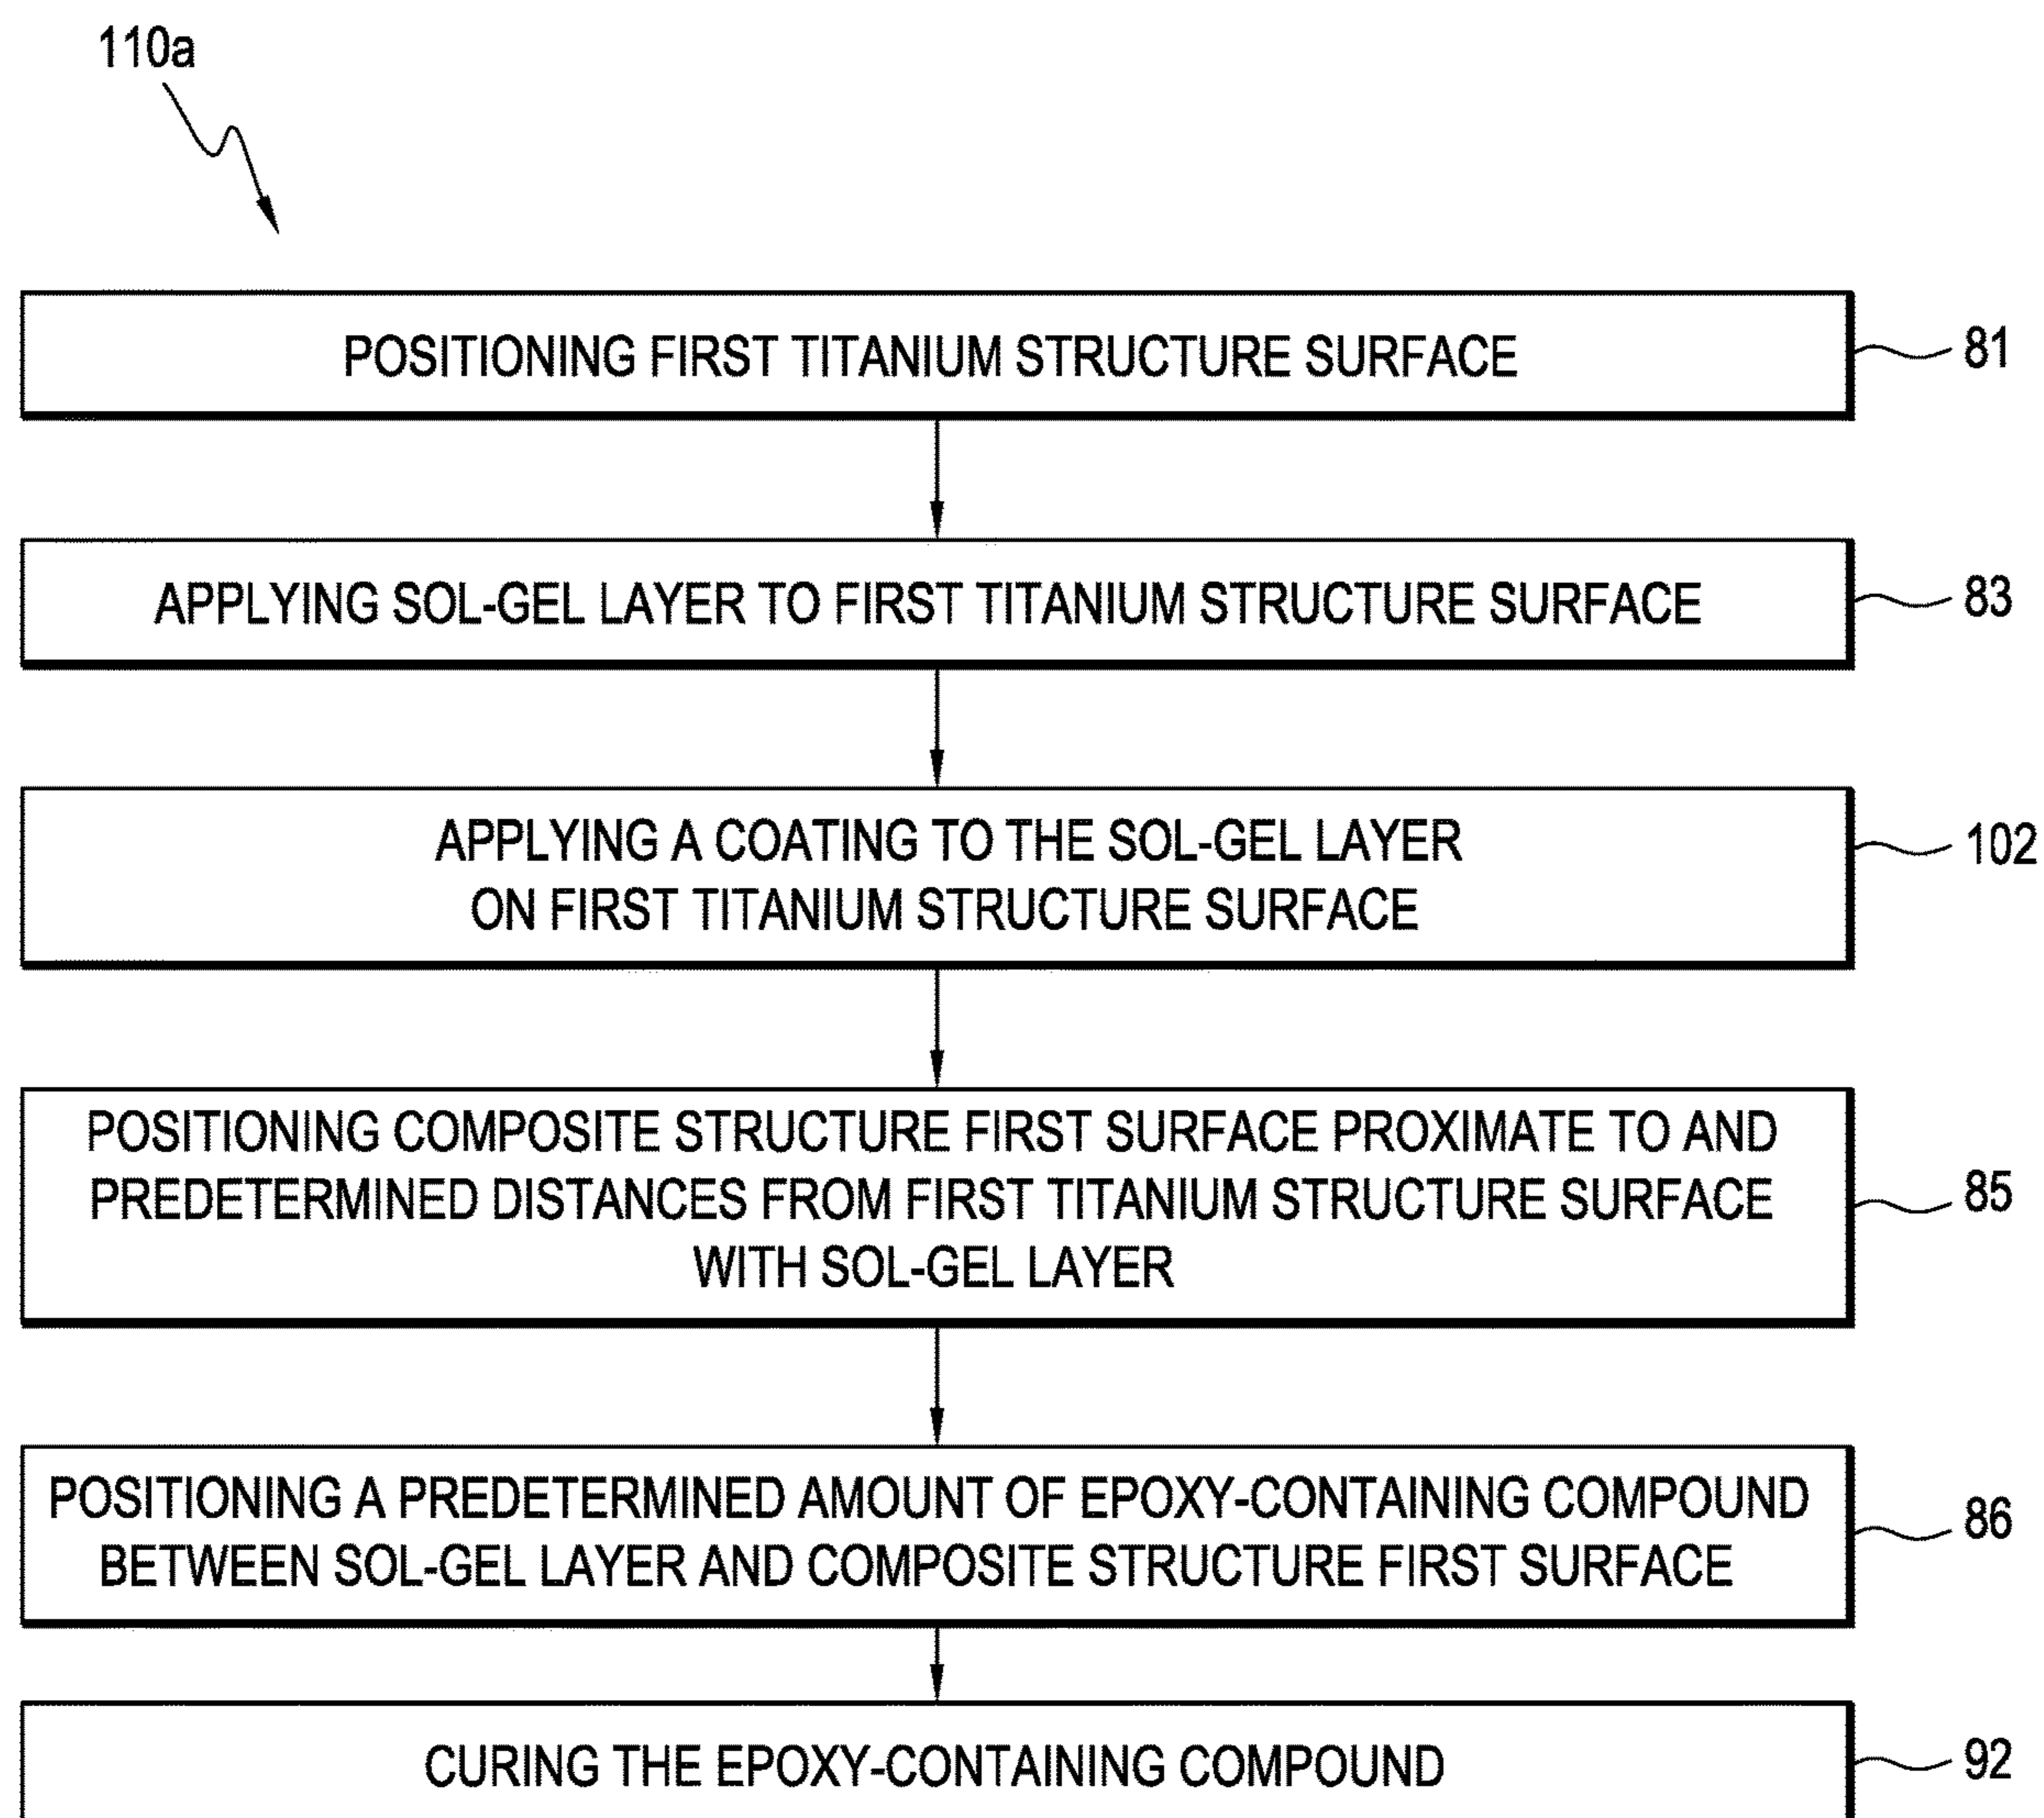 110a
POSITIONING FIRST TITANIUM STRUCTURE SURFACE
81
APPLYING SOL-GEL LAYER TO FIRST TITANIUM STRUCTURE SURFACE
83
APPLYING A COATING TO THE SOL-GEL LAYER
ON FIRST TITANIUM STRUCTURE SURFACE
102
POSITIONING COMPOSITE STRUCTURE FIRST SURFACE PROXIMATE TO AND
PREDETERMINED DISTANCES FROM FIRST TITANIUM STRUCTURE SURFACE
WITH SOL-GEL LAYER
85
POSITIONING A PREDETERMINED AMOUNT OF EPOXY-CONTAINING COMPOUND
BETWEEN SOL-GEL LAYER AND COMPOSITE STRUCTURE FIRST SURFACE
86
CURING THE EPOXY-CONTAINING COMPOUND
92